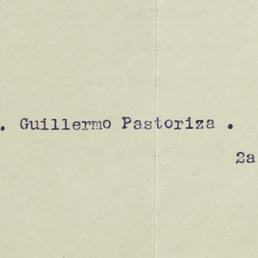 . Guillermo Pastoriza .
2a